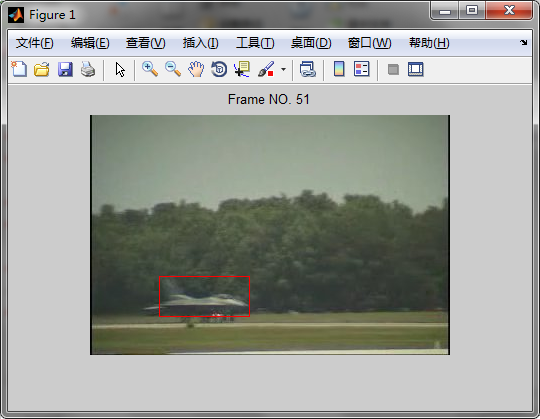 Figure 1
文件(F) 编辑(E) 查看(V) 插入(I) 工具(T) 桌面(D) 窗口(W) 帮助(H)
Frame NO. 51